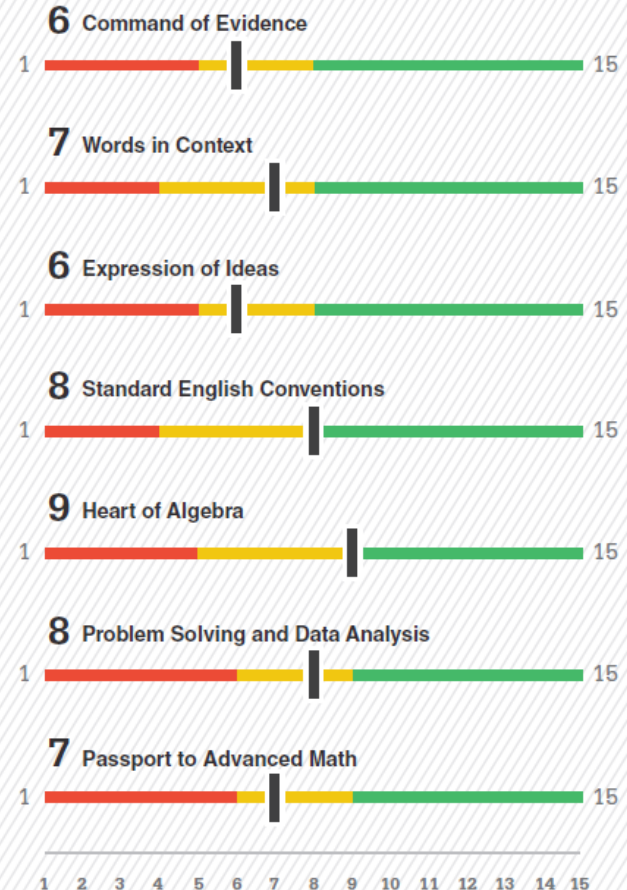 6 Command of Evidence
1 15
7 Words in Context
1 15
6 Expression of Ideas
1 15
8 Standard English Conventions
1 15
9 Heart of Algebra
1 15
8 Problem Solving and Data Analysis
1 15
7 Passport to Advanced Math
1 15
1 2 3 4 5 6 7 8 9 10 11 12 13 14 15